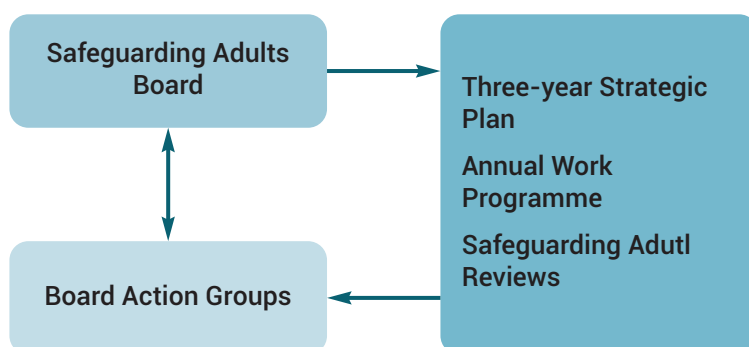 Safeguarding Adults
Board
Three-year Strategic
Plan
Annual Work
Programme
Safeguarding Adutl
Reviews
Board Action Groups